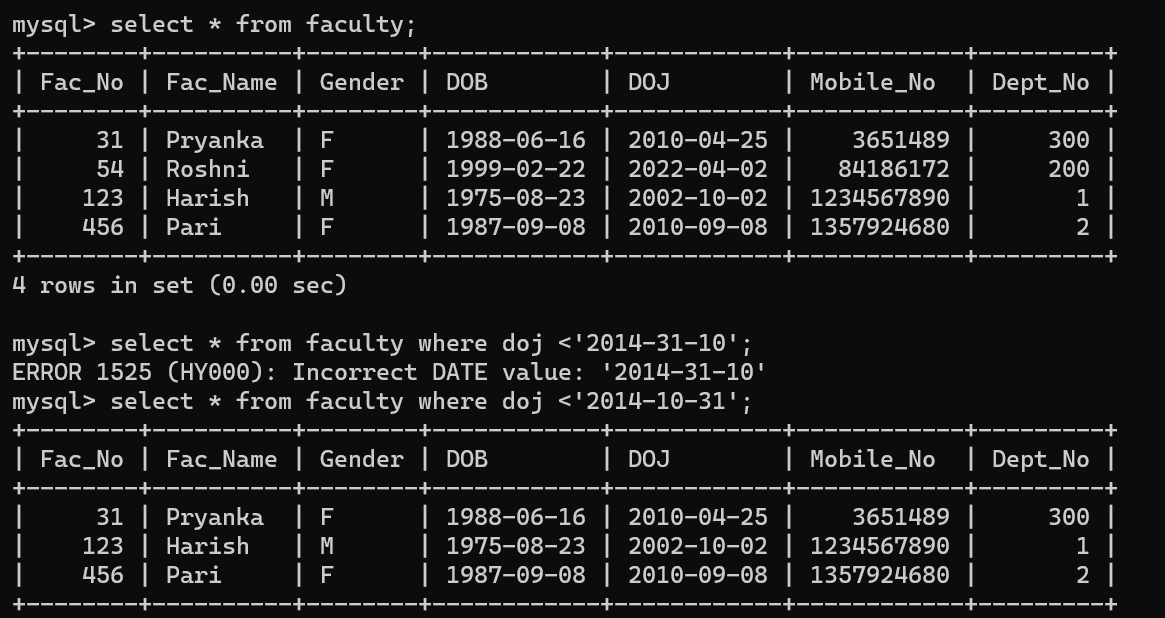 mysql> select * from faculty;
+--------+----------+--------+------------+------------+------------+---------+
| Fac_No | Fac_Name | Gender | DOB        | DOJ        | Mobile_No  | Dept_No |
+--------+----------+--------+------------+------------+------------+---------+
|     31 | Pryanka  | F      | 1988-06-16 | 2010-04-25 |    3651489 |     300 |
|     54 | Roshni   | F      | 1999-02-22 | 2022-04-02 |   84186172 |     200 |
|    123 | Harish   | M      | 1975-08-23 | 2002-10-02 | 1234567890 |       1 |
|    456 | Pari     | F      | 1987-09-08 | 2010-09-08 | 1357924680 |       2 |
+--------+----------+--------+------------+------------+------------+---------+
4 rows in set (0.00 sec)

mysql> select * from faculty where doj <'2014-31-10';
ERROR 1525 (HY000): Incorrect DATE value: '2014-31-10'
mysql> select * from faculty where doj <'2014-10-31';
+--------+----------+--------+------------+------------+------------+---------+
| Fac_No | Fac_Name | Gender | DOB        | DOJ        | Mobile_No  | Dept_No |
+--------+----------+--------+------------+------------+------------+---------+
|     31 | Pryanka  | F      | 1988-06-16 | 2010-04-25 |    3651489 |     300 |
|    123 | Harish   | M      | 1975-08-23 | 2002-10-02 | 1234567890 |       1 |
|    456 | Pari     | F      | 1987-09-08 | 2010-09-08 | 1357924680 |       2 |
+--------+----------+--------+------------+------------+------------+---------+